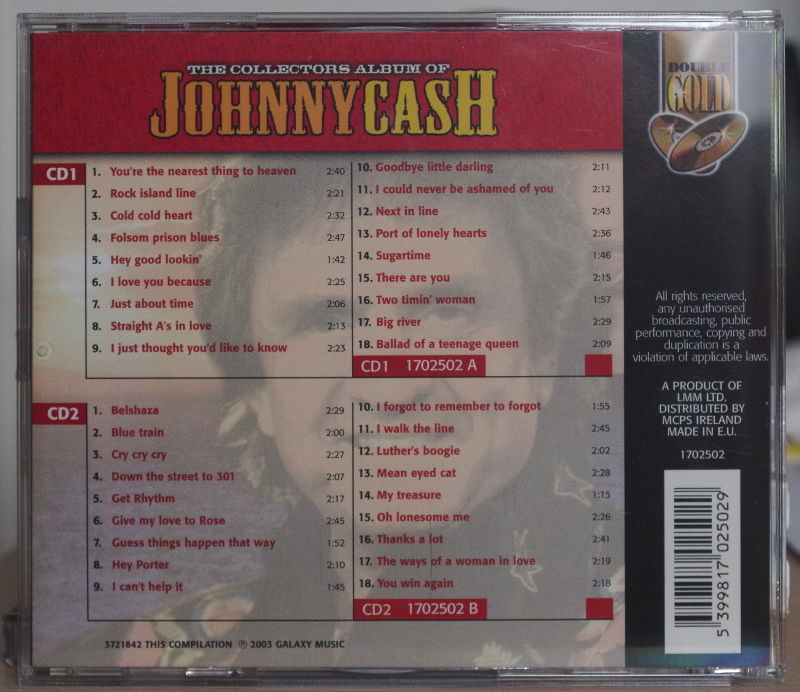 THE COLLECTORS ALBUM OF
JOHNNY CASH
DOUBLE
GOLD
CD1
1. You're the nearest thing to heaven 2:40
2. Rock island line 2:21
3. Cold cold heart 2:32
4. Folsom prison blues 2:47
5. Hey good lookin' 1:42
6. I love you because 2:25
7. Just about time 2:06
8. Straight A's in love 2:13
9. I just thought you'd like to know 2:23
10. Goodbye little darling 2:11
11. I could never be ashamed of you 2:12
12. Next in line 2:43
13. Port of lonely hearts 2:36
14. Sugartime 1:46
15. There are you 2:15
16. Two timin' woman 1:57
17. Big river 2:29
18. Ballad of a teenage queen 2:09
CD1 1702502 A
CD2
1. Belshaza 2:29
2. Blue train 2:00
3. Cry cry cry 2:27
4. Down the street to 301 2:07
5. Get Rhythm 2:17
6. Give my love to Rose 2:45
7. Guess things happen that way 1:52
8. Hey Porter 2:10
9. I can't help it 1:45
10. I forgot to remember to forgot 1:55
11. I walk the line 2:45
12. Luther's boogie 2:02
13. Mean eyed cat 2:28
14. My treasure 1:15
15. Oh lonesome me 2:26
16. Thanks a lot 2:41
17. The ways of a woman in love 2:19
18. You win again 2:18
CD2 1702502 B
3721842 THIS COMPILATION ℗ 2003 GALAXY MUSIC
All rights reserved,
any unauthorised
broadcasting, public
performance, copying and
duplication is a
violation of applicable laws.
A PRODUCT OF
LMM LTD.
DISTRIBUTED BY
MCPS IRELAND
MADE IN E.U.
1702502
5 399817 025029